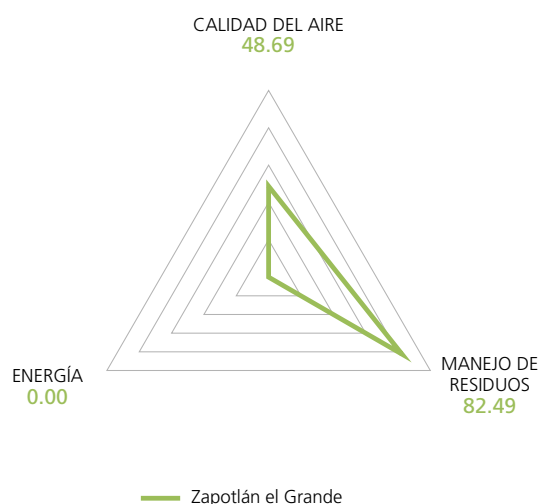 CALIDAD DEL AIRE
48.69
ENERGÍA
0.00
MANEJO DE
RESIDUOS
82.49
Zapotlán el Grande